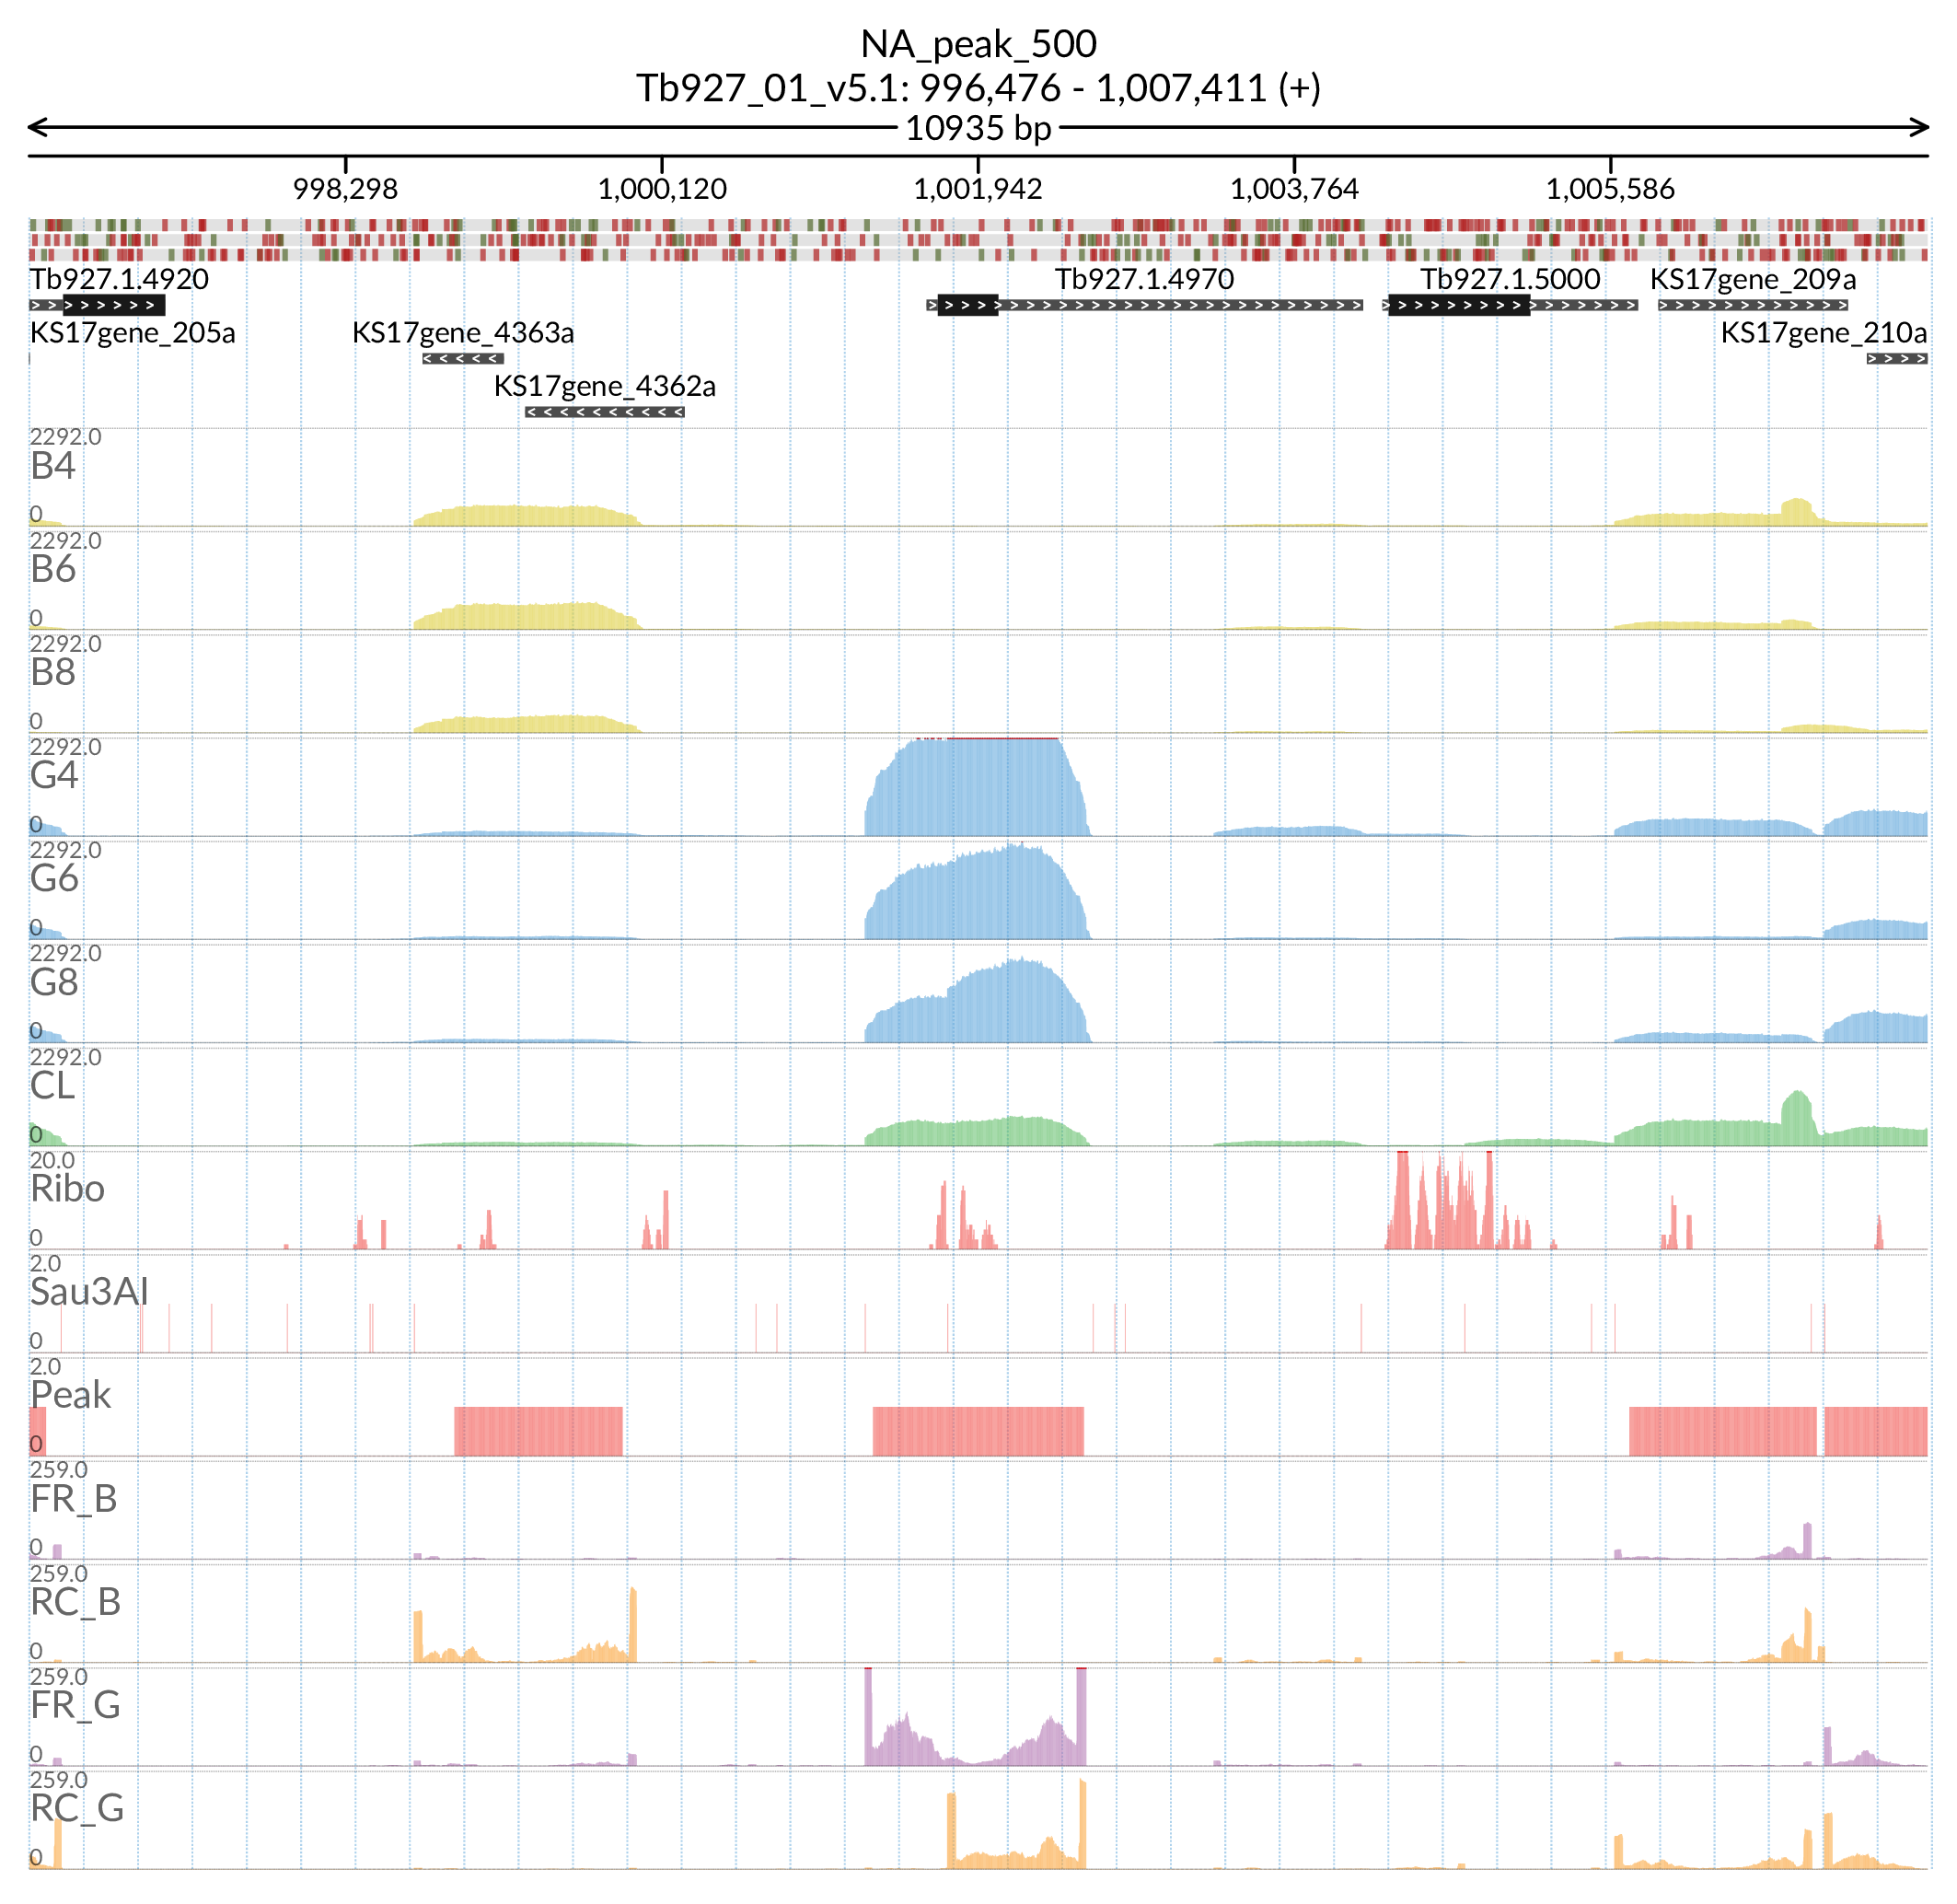 NA_peak_500
Tb927_01_v5.1: 996,476 - 1,007,411 (+)
10935 bp
998,298 1,000,120 1,001,942 1,003,764 1,005,586
Tb927.1.4920 Tb927.1.4970 Tb927.1.5000 KS17gene_209a
KS17gene_205a KS17gene_4363a KS17gene_210a
KS17gene_4362a
2292.0
B4
0
2292.0
B6
0
2292.0
B8
0
2292.0
G4
0
2292.0
G6
0
2292.0
G8
0
2292.0
CL
0
20.0
Ribo
0
2.0
Sau3AI
0
2.0
Peak
0
259.0
FR_B
0
259.0
RC_B
0
259.0
FR_G
0
259.0
RC_G
0